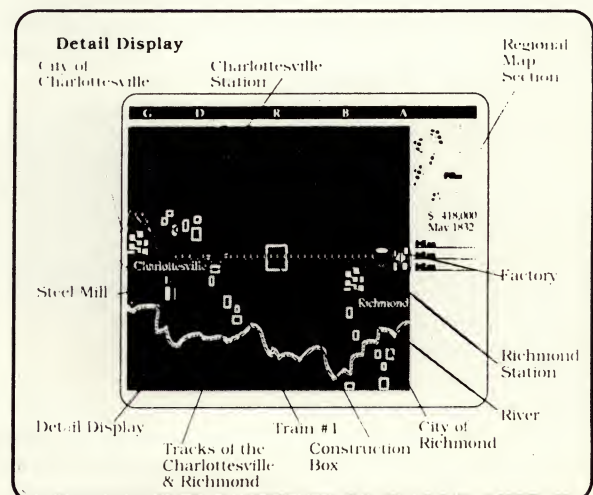 Detail Display
City of
Charlottesville
Charlottesville
Station
Regional
Map
Section
G D R B A
$ 418,000
May 1832
Charlottesville
Richmond
Steel Mill
Factory
Richmond
Station
River
City of
Richmond
Detail Display
Tracks of the
Charlottesville
& Richmond
Train #1
Construction
Box